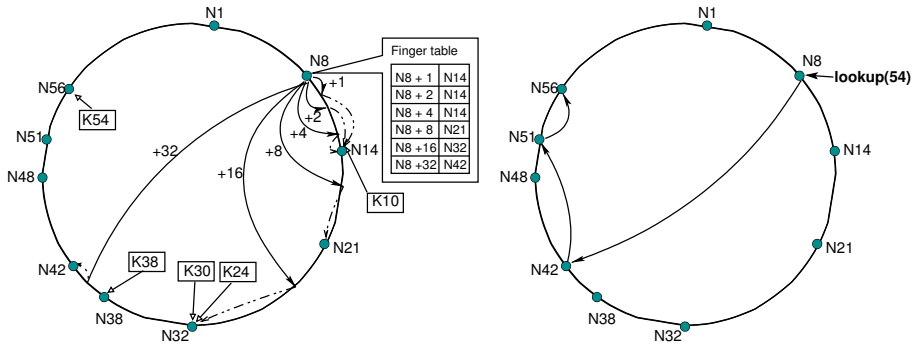 N1
N8
Finger table
N8 + 1 N14
N8 + 2 N14
N8 + 4 N14
N8 + 8 N21
N8 +16 N32
N8 +32 N42
+1
+2
+4
+8
+16
+32
N56
K54
N51
N48
N14
K10
N21
N42
K38
K30
K24
N38
N32
N1
N8
lookup(54)
N56
N51
N14
N48
N21
N42
N38
N32